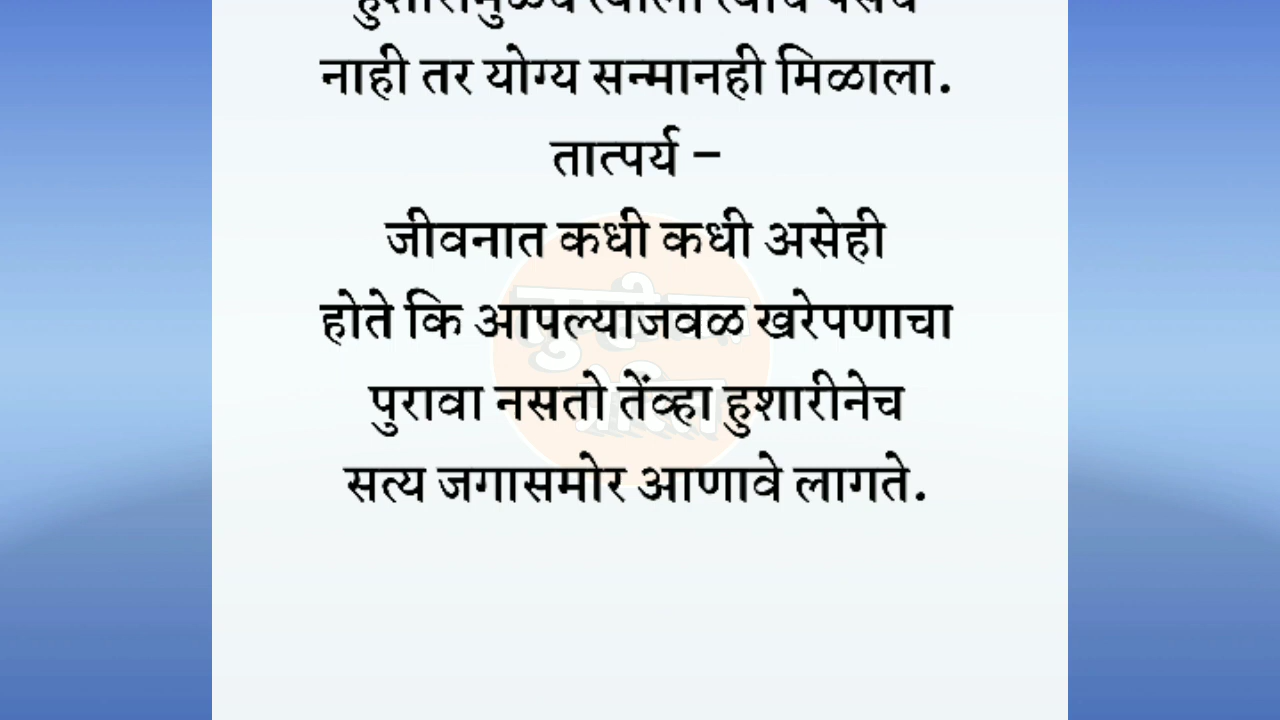 नाही तर योग्य सन्मानही मिळाला.
तात्पर्य –
जीवनात कधी कधी असेही
होते कि आपल्याजवळ खरेपणाचा
पुरावा नसतो तेंव्हा हुशारीनेच
सत्य जगासमोर आणावे लागते.